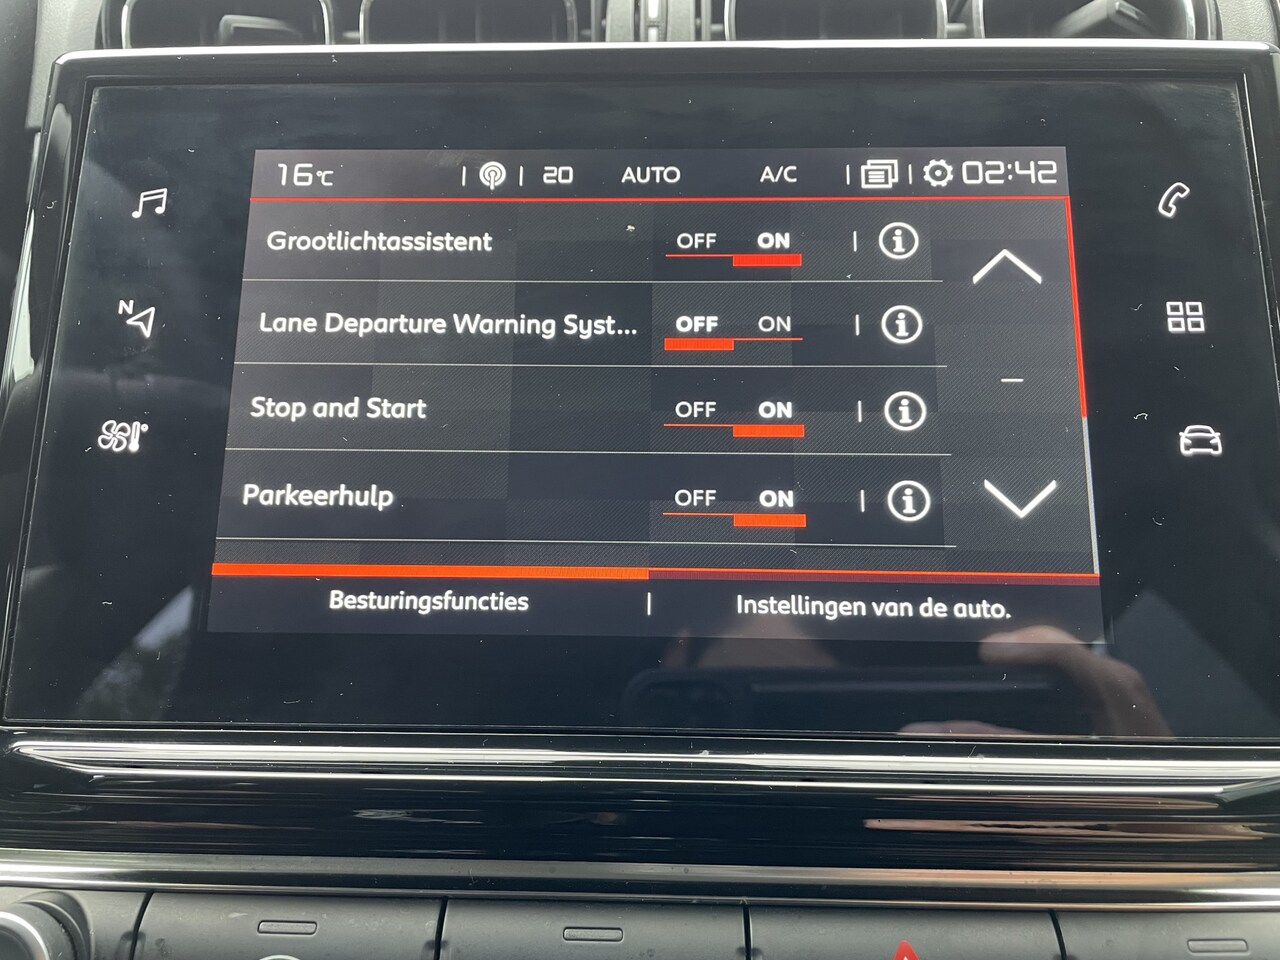 16°C 20 AUTO A/C 02:42
Grootlichtassistent OFF ON
Lane Departure Warning Syst... OFF ON
N
Stop and Start OFF ON
Parkeerhulp OFF ON
Besturingsfuncties | Instellingen van de auto.